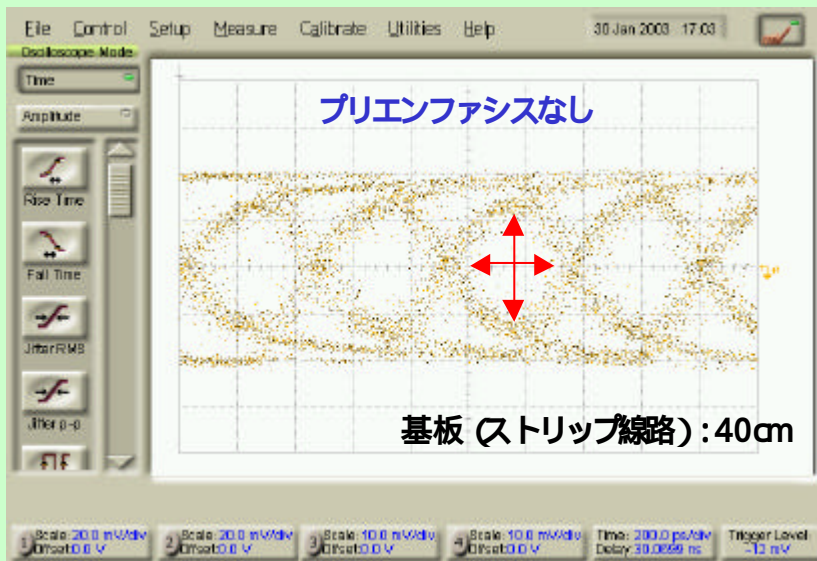 File Control Setup Measure Calibrate Utilities Help 30 Jan 2003 17:03
Oscilloscope Mode
Time
Amplitude
Rise Time
Fall Time
Jitter RMS
Jitter p-p
プリエンファシスなし
基板 (ストリップ線路) : 40cm
1 Scale: 20.0 mV/div
Offset: 0.0 V
2 Scale: 20.0 mV/div
Offset: 0.0 V
3 Scale: 10.0 mV/div
Offset: 0.0 V
4 Scale: 10.0 mV/div
Offset: 0.0 V
Time: 200.0 ps/div
Delay: 30.0699 ns
Trigger Level
-12 mV